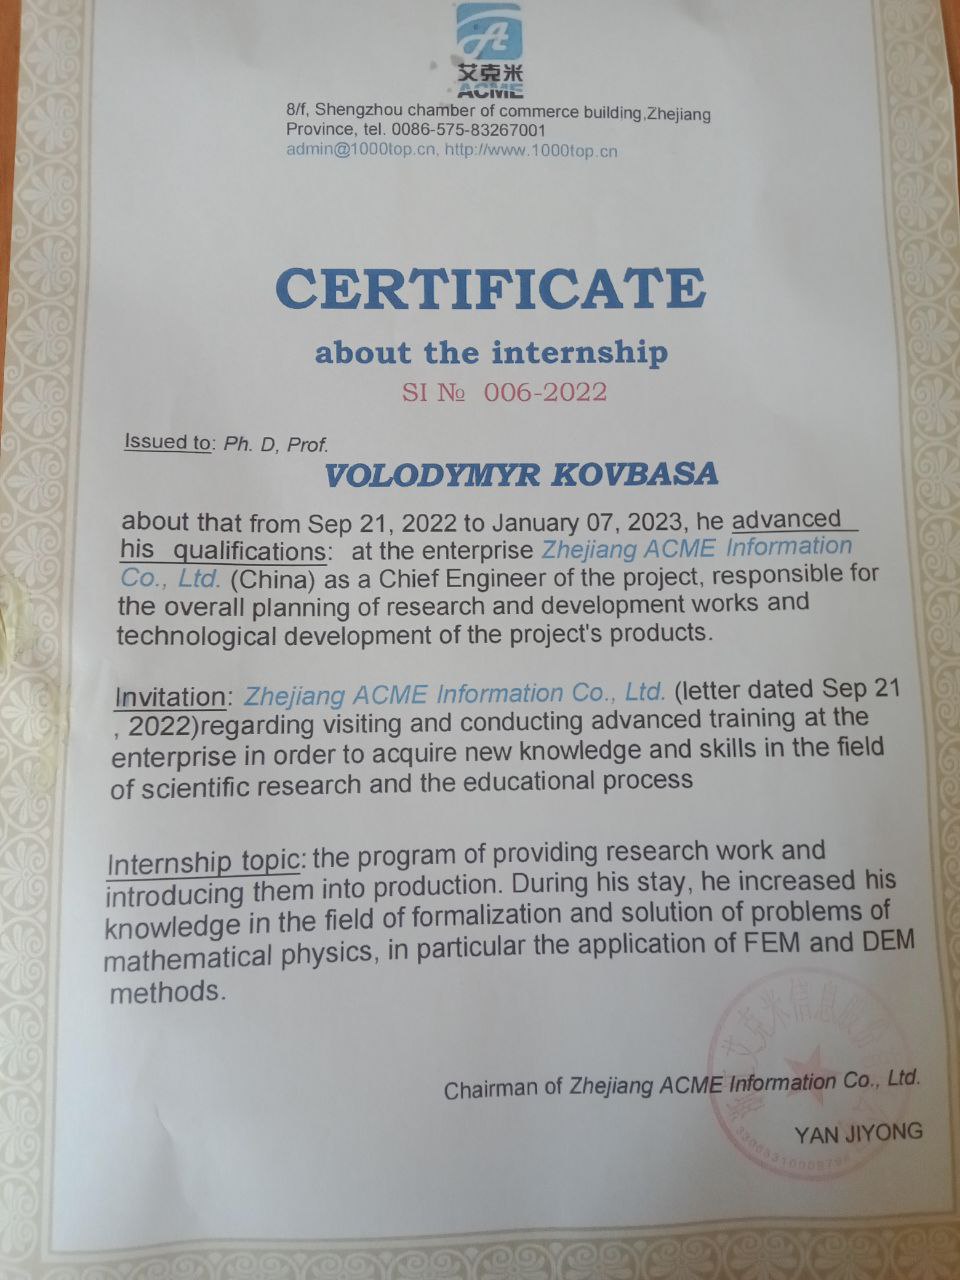 艾克米
ACME
8/f, Shengzhou chamber of commerce building,Zhejiang
Province, tel. 0086-575-83267001
admin@1000top.cn, http://www.1000top.cn
CERTIFICATE
about the internship
SI № 006-2022
Issued to: Ph. D, Prof.
VOLODYMYR KOVBASA
about that from Sep 21, 2022 to January 07, 2023, he advanced
his qualifications: at the enterprise Zhejiang ACME Information
Co., Ltd. (China) as a Chief Engineer of the project, responsible for
the overall planning of research and development works and
technological development of the project's products.
Invitation: Zhejiang ACME Information Co., Ltd. (letter dated Sep 21
, 2022)regarding visiting and conducting advanced training at the
enterprise in order to acquire new knowledge and skills in the field
of scientific research and the educational process
Internship topic: the program of providing research work and
introducing them into production. During his stay, he increased his
knowledge in the field of formalization and solution of problems of
mathematical physics, in particular the application of FEM and DEM
methods.
艾克米信息股份
Chairman of Zhejiang ACME Information Co., Ltd.
YAN JIYONG